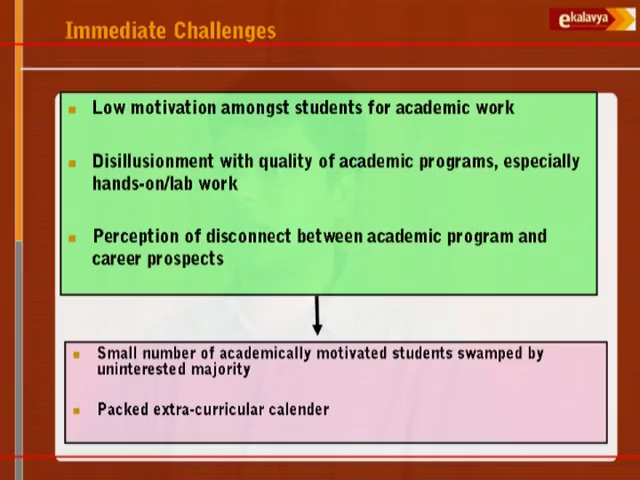 Immediate Challenges
ekalavya
Low motivation amongst students for academic work
Disillusionment with quality of academic programs, especially
hands-on/lab work
Perception of disconnect between academic program and
career prospects
Small number of academically motivated students swamped by
uninterested majority
Packed extra-curricular calender